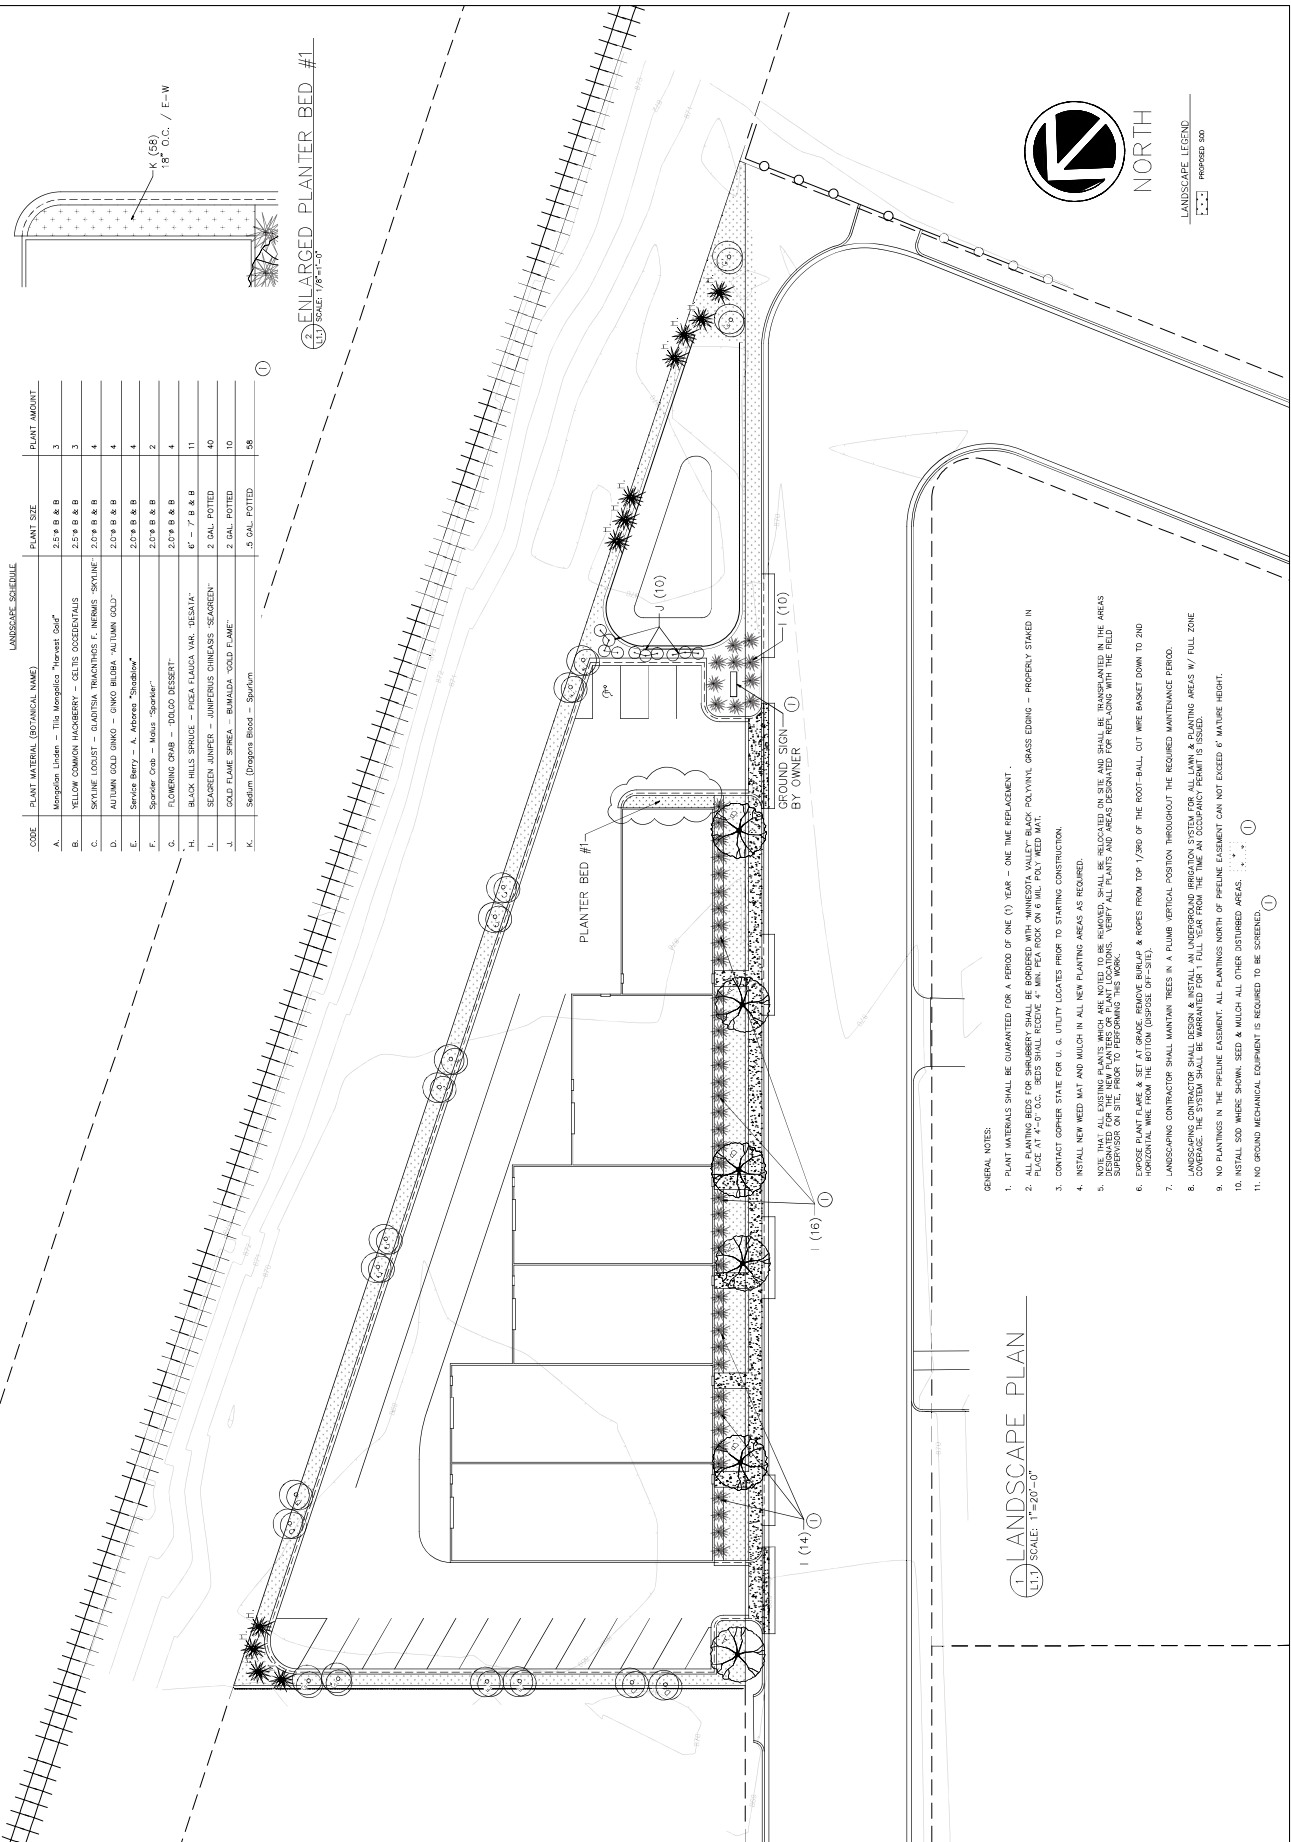 LANDSCAPE SCHEDULE
CODE PLANT MATERIAL (BOTANICAL NAME) PLANT SIZE PLANT AMOUNT
A. Mongolian Linden – Tilia Mongolica "Harvest Gold" 2.5"ø B & B 3
B. YELLOW COMMON HACKBERRY – CELTIS OCCEDENTALIS 2.5"ø B & B 3
C. SKYLINE LOCUST – GLADITSIA TRIACNTHOS F. INERMIS "SKYLINE" 2.0"ø B & B 4
D. AUTUMN GOLD GINKO – GINKO BILOBA "AUTUMN GOLD" 2.0"ø B & B 4
E. Service Berry – A. Arborea "Shadblow" 2.0"ø B & B 4
F. Sparkler Crab – Malus "Sparkler" 2.0"ø B & B 2
G. FLOWERING CRAB – "DOLGO DESSERT" 2.0"ø B & B 4
H. BLACK HILLS SPRUCE – PICEA FLAUCA VAR. "DESATA" 6' – 7' B & B 11
I. SEAGREEN JUNIPER – JUNIPERIUS CHINEASIS "SEAGREEN" 2 GAL. POTTED 40
J. GOLD FLAME SPIREA – BUMALDA "GOLD FLAME" 2 GAL. POTTED 10
K. Sedium (Dragons Blood – Spurium .5 GAL. POTTED 58
1
K (58)
18" O.C. / E–W
2 ENLARGED PLANTER BED #1
L1.1 SCALE: 1/8"=1'-0"
PLANTER BED #1
GROUND SIGN 1
BY OWNER
J (10)
I (10)
I (16) 1
I (14) 1
NORTH
LANDSCAPE LEGEND
PROPOSED SOD
1 LANDSCAPE PLAN
L1.1 SCALE: 1"=20'-0"
GENERAL NOTES:
1. PLANT MATERIALS SHALL BE GUARANTEED FOR A PERIOD OF ONE (1) YEAR – ONE TIME REPLACEMENT.
2. ALL PLANTING BEDS FOR SHRUBBERY SHALL BE BORDERED WITH "MINNESOTA VALLEY" BLACK POLYVINYL GRASS EDGING – PROPERLY STAKED IN
PLACE AT 4'-0" O.C. BEDS SHALL RECEIVE 4" MIN. PEA ROCK ON 6 MIL. POLY WEED MAT.
3. CONTACT GOPHER STATE FOR U. G. UTILITY LOCATES PRIOR TO STARTING CONSTRUCTION.
4. INSTALL NEW WEED MAT AND MULCH IN ALL NEW PLANTING AREAS AS REQUIRED.
5. NOTE THAT ALL EXISTING PLANTS WHICH ARE NOTED TO BE REMOVED, SHALL BE RELOCATED ON SITE AND SHALL BE TRANSPLANTED IN THE AREAS
DESIGNATED FOR THE NEW PLANTERS OR PLANT LOCATIONS. VERIFY ALL PLANTS AND AREAS DESIGNATED FOR REPLACING WITH THE FIELD
SUPERVISOR ON SITE, PRIOR TO PERFORMING THIS WORK.
6. EXPOSE PLANT FLARE & SET AT GRADE. REMOVE BURLAP & ROPES FROM TOP 1/3RD OF THE ROOT–BALL, CUT WIRE BASKET DOWN TO 2ND
HORIZONTAL WIRE FROM THE BOTTOM (DISPOSE OFF–SITE).
7. LANDSCAPING CONTRACTOR SHALL MAINTAIN TREES IN A PLUMB VERTICAL POSITION THROUGHOUT THE REQUIRED MAINTENANCE PERIOD.
8. LANDSCAPING CONTRACTOR SHALL DESIGN & INSTALL AN UNDERGROUND IRRIGATION SYSTEM FOR ALL LAWN & PLANTING AREAS W/ FULL ZONE
COVERAGE. THE SYSTEM SHALL BE WARRANTED FOR 1 FULL YEAR FROM THE TIME AN OCCUPANCY PERMIT IS ISSUED.
9. NO PLANTINGS IN THE PIPELINE EASEMENT. ALL PLANTINGS NORTH OF PIPELINE EASEMENT CAN NOT EXCEED 6' MATURE HEIGHT.
10. INSTALL SOD WHERE SHOWN. SEED & MULCH ALL OTHER DISTURBED AREAS. 1
11. NO GROUND MECHANICAL EQUIPMENT IS REQUIRED TO BE SCREENED. 1